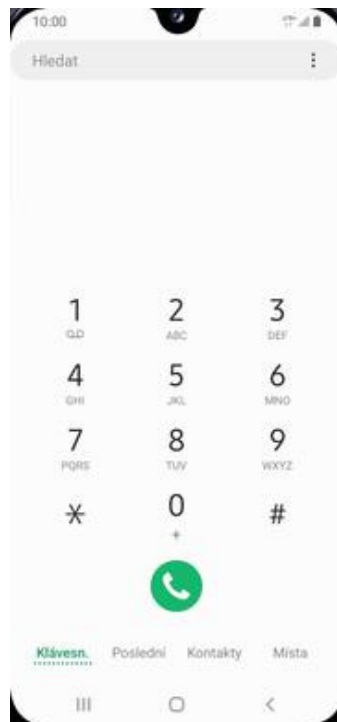 10:00
Hledat
1 2 3
ABC DEF
4 5 6
GHI JKL MNO
7 8 9
PQRS TUV WXYZ
* 0 #
+
Klávesn. Poslední Kontakty Místa